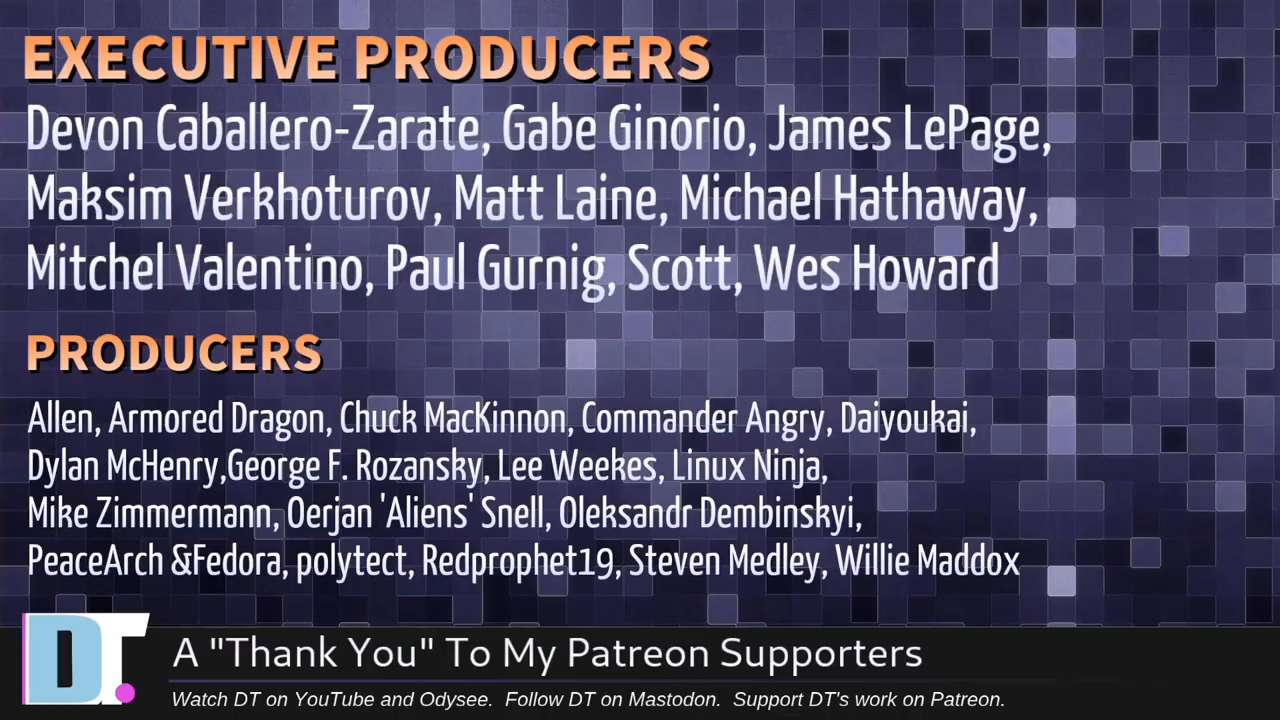 EXECUTIVE PRODUCERS
Devon Caballero-Zarate, Gabe Ginorio, James LePage,
Maksim Verkhoturov, Matt Laine, Michael Hathaway,
Mitchel Valentino, Paul Gurnig, Scott, Wes Howard
PRODUCERS
Allen, Armored Dragon, Chuck MacKinnon, Commander Angry, Daiyoukai,
Dylan McHenry,George F. Rozansky, Lee Weekes, Linux Ninja,
Mike Zimmermann, Oerjan 'Aliens' Snell, Oleksandr Dembinskyi,
PeaceArch &Fedora, polytect, Redprophet19, Steven Medley, Willie Maddox
DT.
A "Thank You" To My Patreon Supporters
Watch DT on YouTube and Odysee. Follow DT on Mastodon. Support DT's work on Patreon.